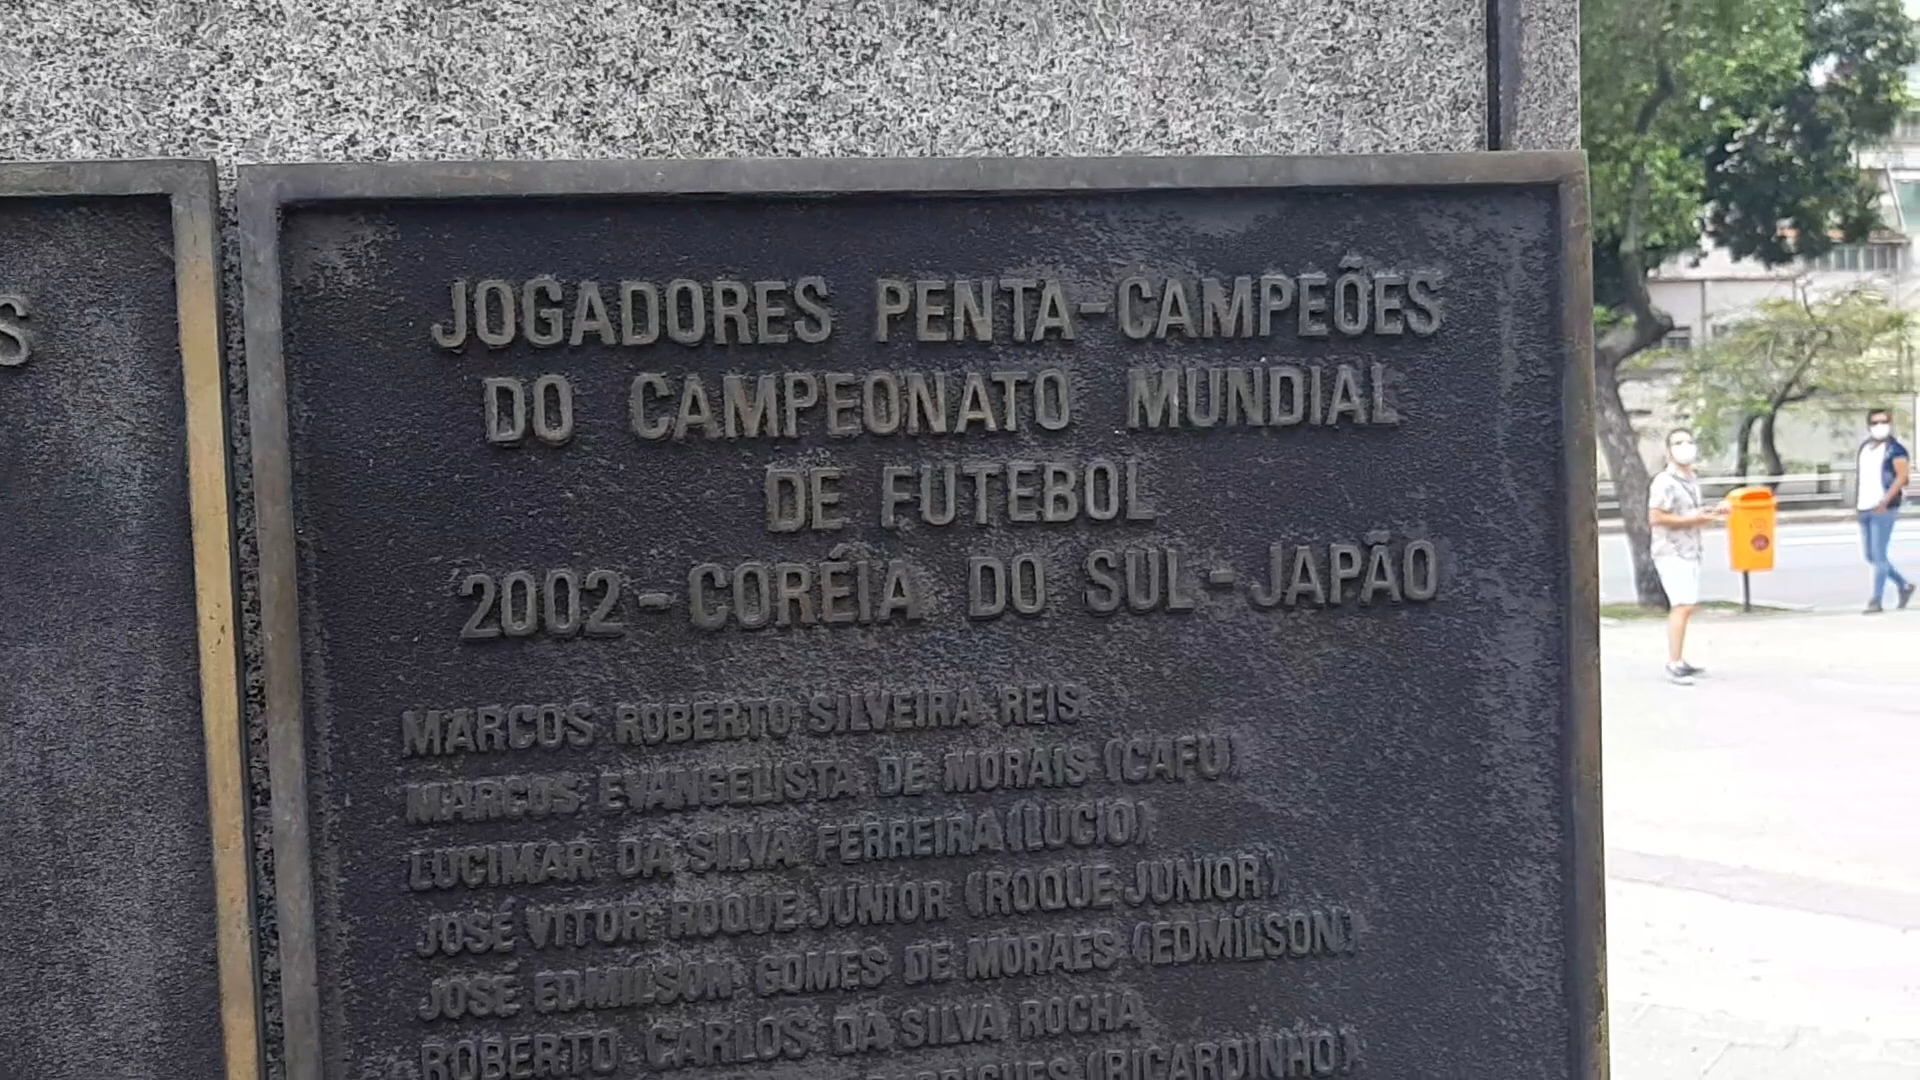 S
JOGADORES PENTA-CAMPEÕES
DO CAMPEONATO MUNDIAL
DE FUTEBOL
2002-CORÉIA DO SUL-JAPÃO
MARCOS ROBERTO SILVEIRA REIS
MARCOS EVANGELISTA DE MORAIS (CAFU)
LUCIMAR DA SILVA FERREIRA (LUCIO)
JOSÉ VITOR ROQUE JUNIOR (ROQUE JUNIOR)
JOSÉ EDMILSON GOMES DE MORAES (EDMÍLSON)
ROBERTO CARLOS DA SILVA ROCHA
(RICARDINHO)